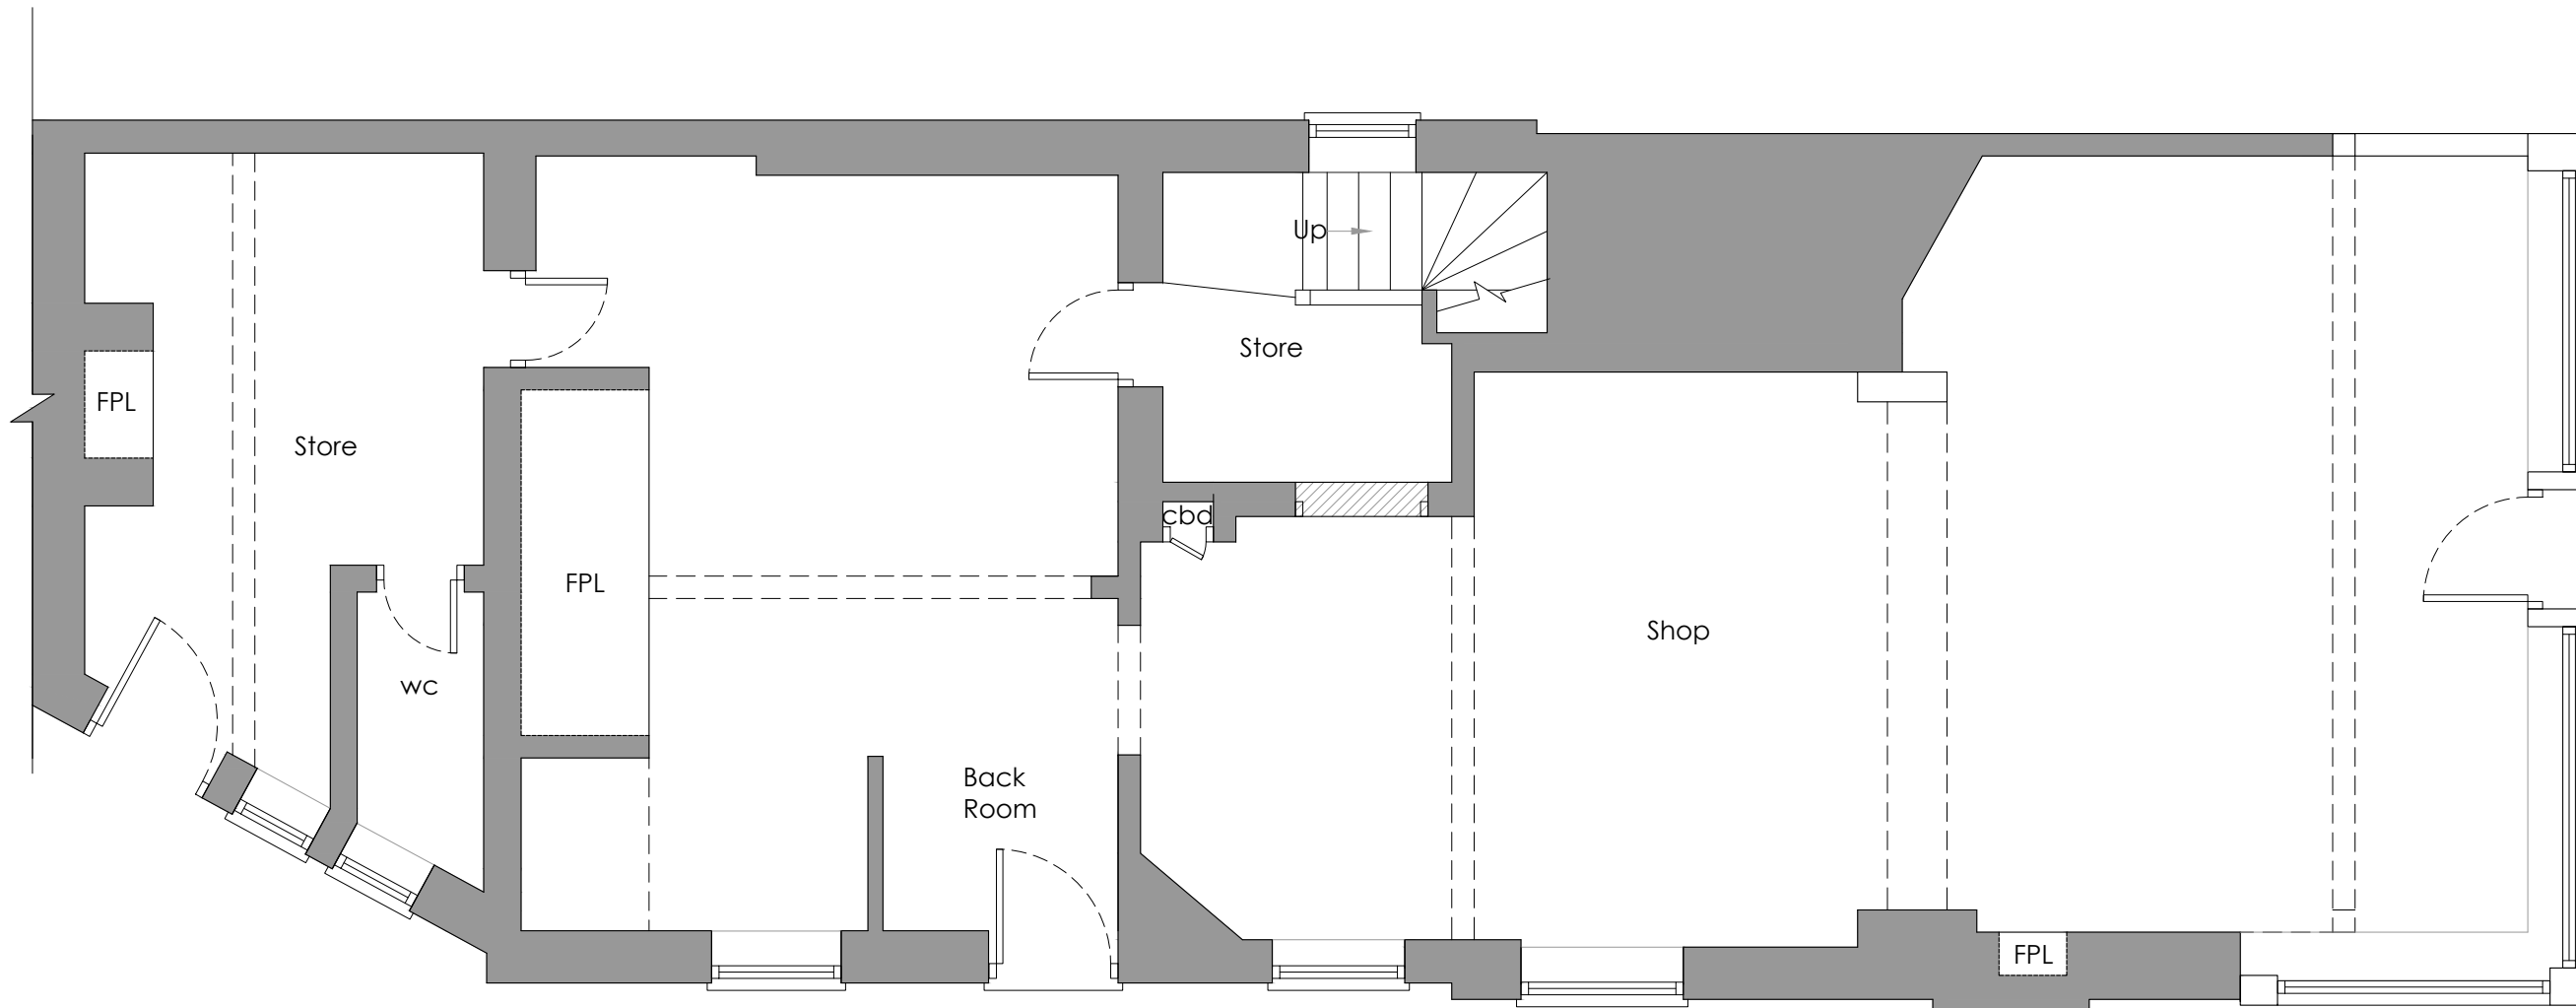 Up
Store
FPL
Store
cbd
FPL
Shop
wc
Back
Room
FPL